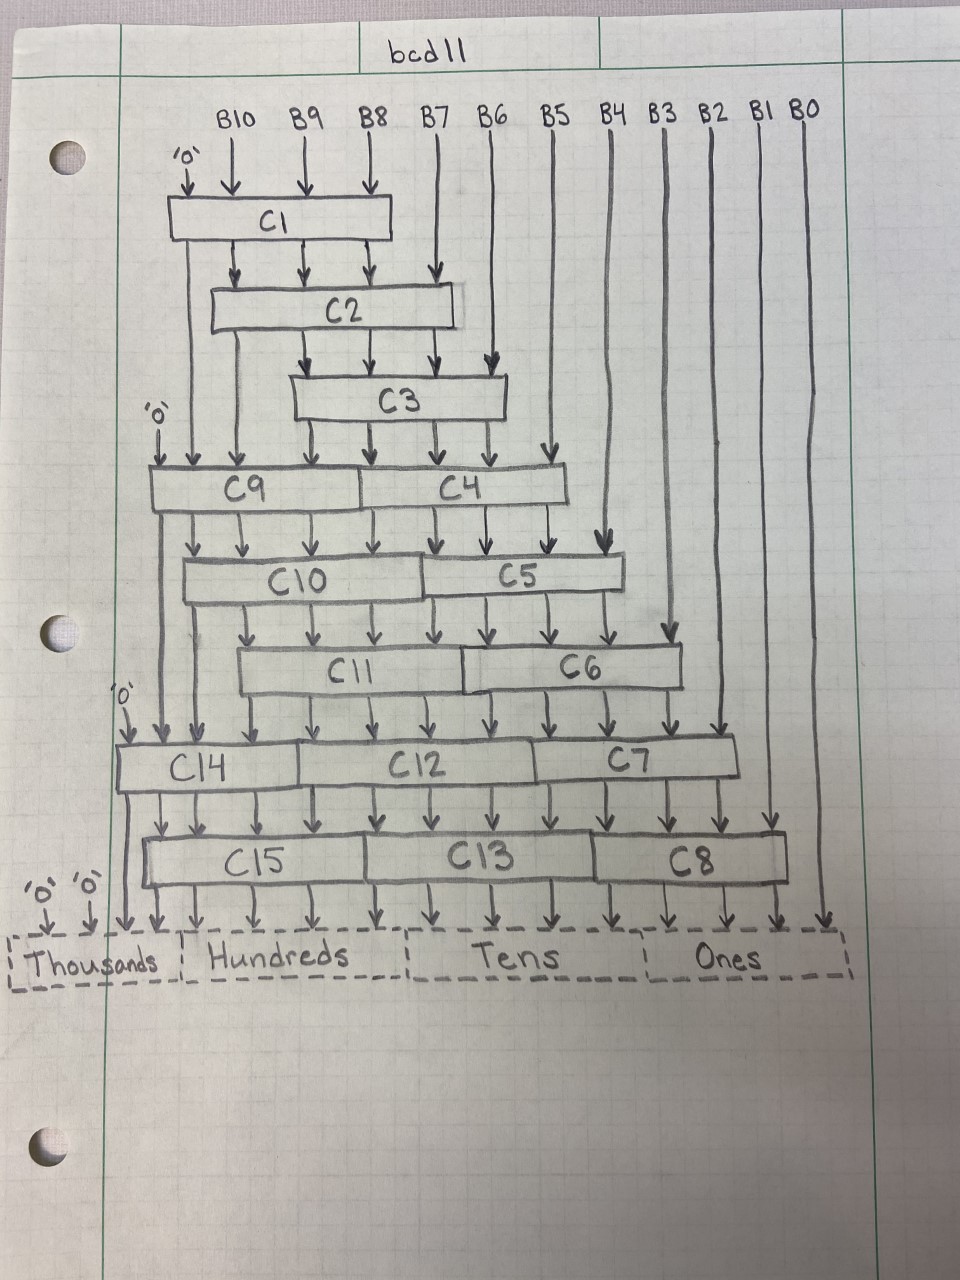 bcd11
B10 B9 B8 B7 B6 B5 B4 B3 B2 B1 B0
'0'
C1
C2
C3
'0'
C9 C4
C10 C5
C11 C6
'0'
C14 C12 C7
C15 C13 C8
'0' '0'
Thousands Hundreds Tens Ones